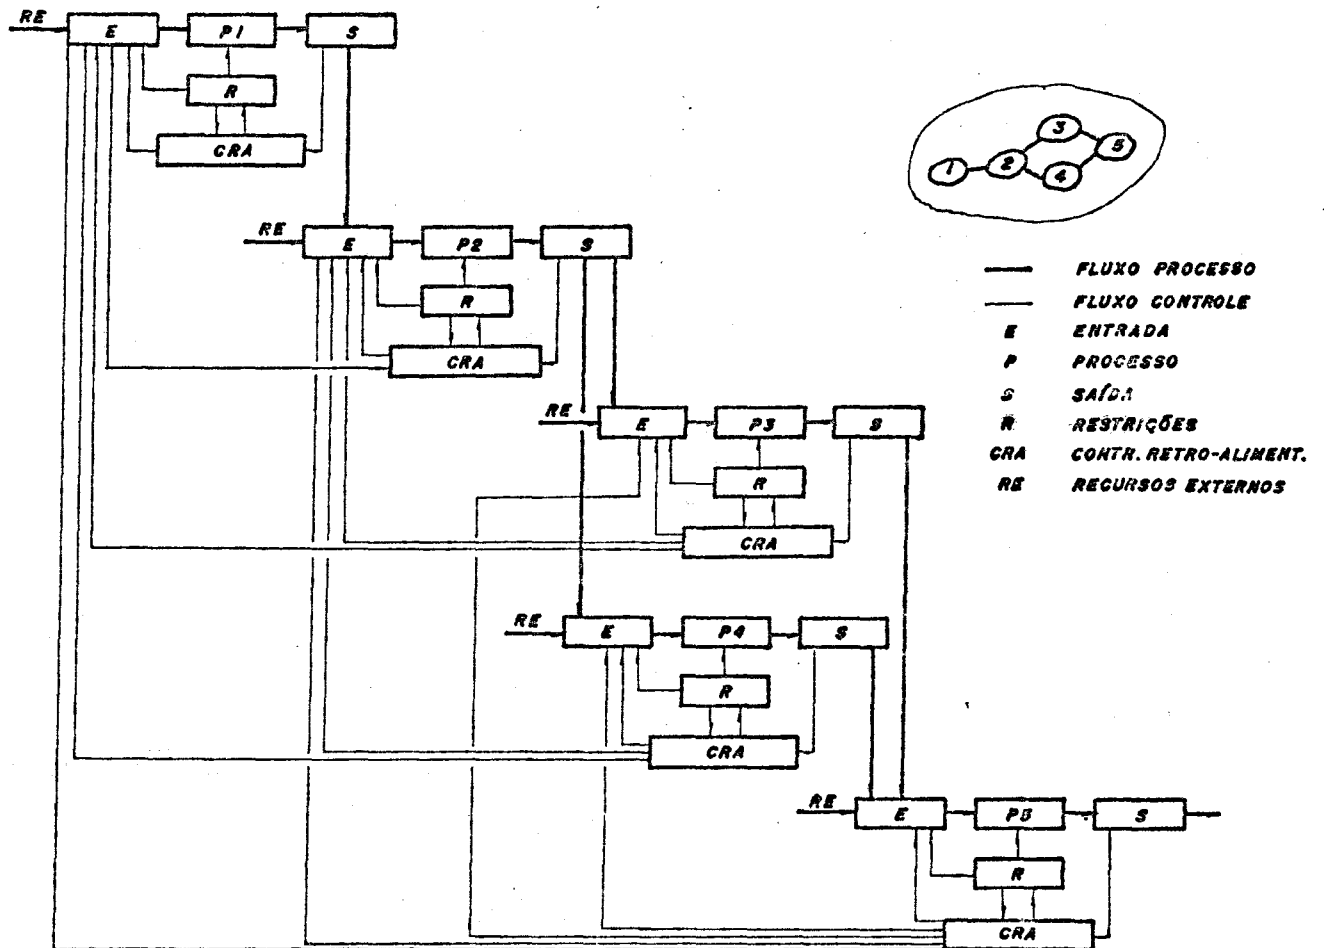 RE E P1 S
R
CRA
3
1 2 4 5
RE E P2 S
R
CRA
FLUXO PROCESSO
FLUXO CONTROLE
E ENTRADA
P PROCESSO
S SAÍDA
R RESTRIÇÕES
CRA CONTR. RETRO-ALIMENT.
RE RECURSOS EXTERNOS
RE E P3 S
R
CRA
RE E P4 S
R
CRA
RE E P5 S
R
CRA